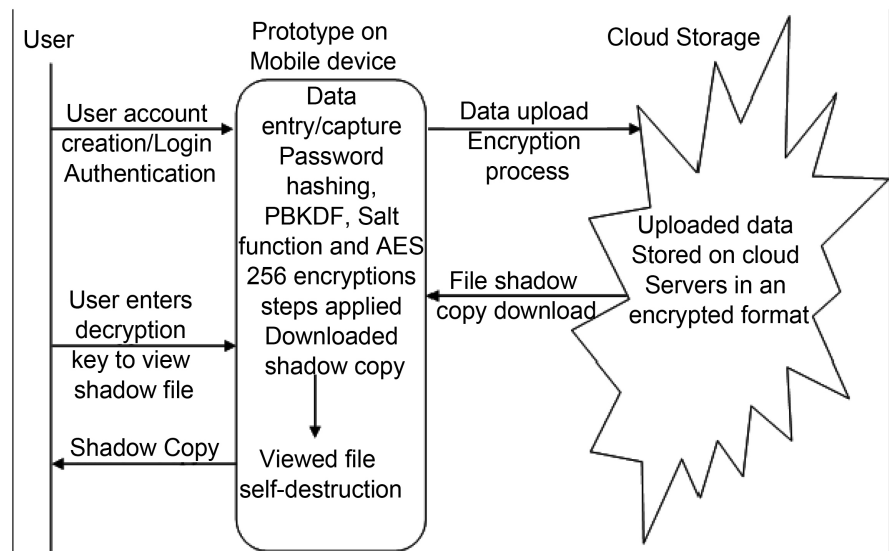 User
Prototype on
Mobile device
Cloud Storage
User account
creation/Login
Authentication
Data
entry/capture
Password
hashing,
PBKDF, Salt
function and AES
256 encryptions
steps applied
Downloaded
shadow copy
Data upload
Encryption
process
Uploaded data
Stored on cloud
Servers in an
encrypted format
File shadow
copy download
User enters
decryption
key to view
shadow file
Shadow Copy
Viewed file
self-destruction